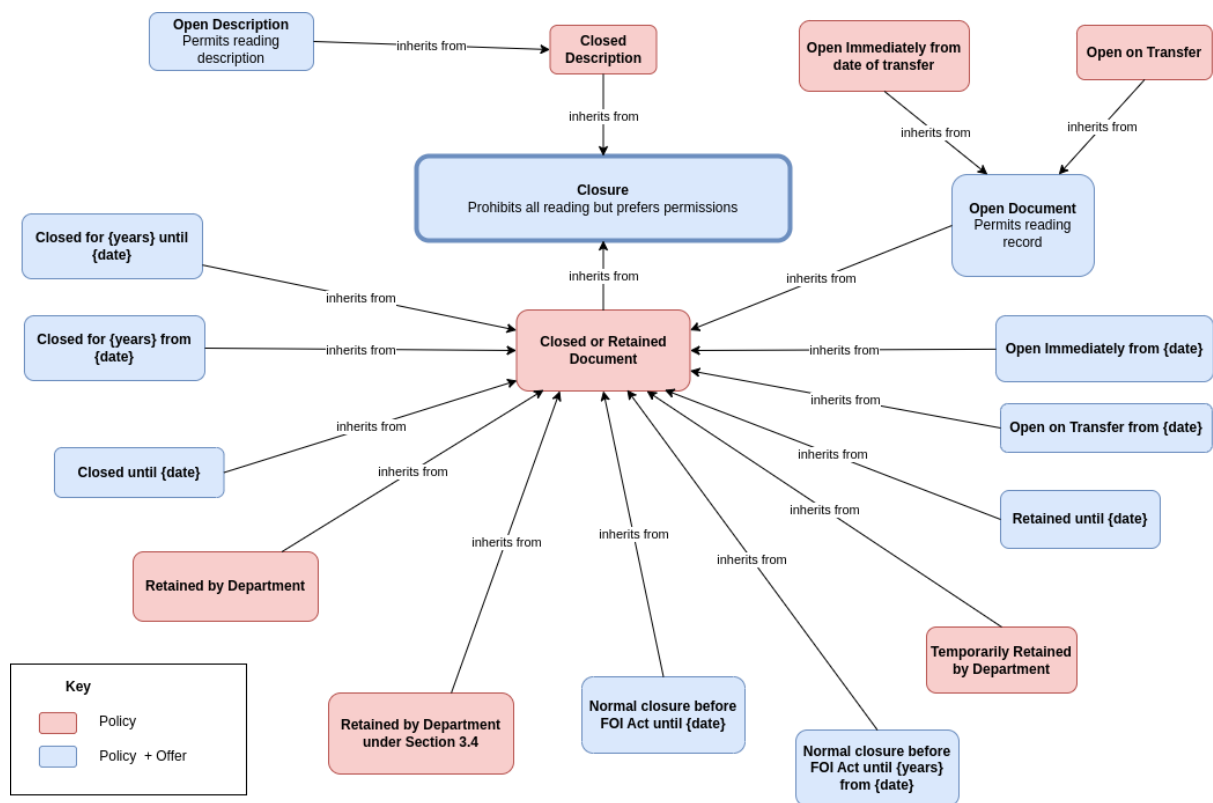 Open Description
Permits reading
description
inherits from
Closed
Description
Open Immediately from
date of transfer
Open on Transfer
inherits from
inherits from
inherits from
Closure
Prohibits all reading but prefers permissions
Open Document
Permits reading
record
Closed for {years} until
{date}
inherits from
inherits from
inherits from
Closed for {years} from
{date}
inherits from
Closed or Retained
Document
inherits from
Open Immediately from {date}
inherits from
Open on Transfer from {date}
Closed until {date}
inherits from
inherits from
inherits from
Retained until {date}
inherits from
inherits from
inherits from
inherits from
Retained by Department
Temporarily Retained
by Department
Key
Policy
Policy + Offer
Retained by Department
under Section 3.4
Normal closure before
FOI Act until {date}
Normal closure before
FOI Act until {years}
from {date}